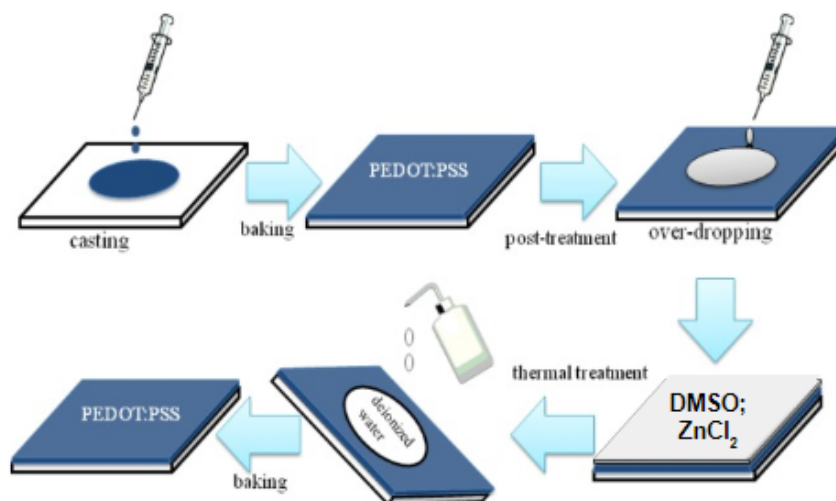 casting
baking
PEDOT:PSS
post-treatment
over-dropping
DMSO;
ZnCl₂
thermal treatment
deionized
water
baking
PEDOT:PSS